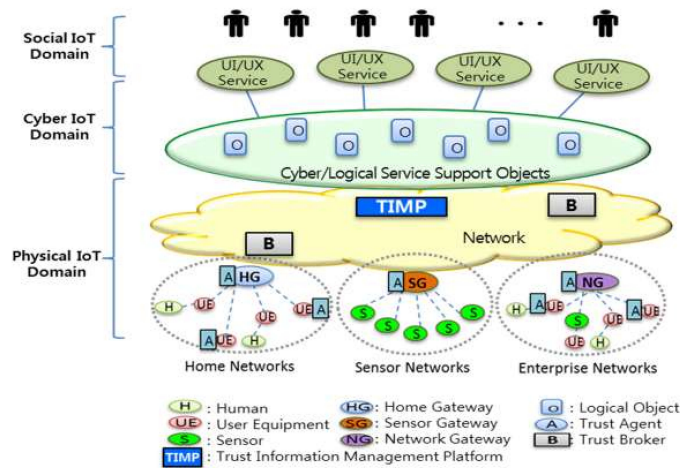 Social IoT
Domain
UI/UX
Service
UI/UX
Service
UI/UX
Service
UI/UX
Service
Cyber IoT
Domain
O O O O O O O O
Cyber/Logical Service Support Objects
Physical IoT
Domain
TIMP
B
B
Network
A HG
H UE UE A
UE
A UE H
Home Networks
A SG
S S S S S
Sensor Networks
A NG
H A UE A UE
S UE
UE H
Enterprise Networks
H : Human
UE : User Equipment
S : Sensor
TIMP : Trust Information Management Platform
HG : Home Gateway
SG : Sensor Gateway
NG : Network Gateway
O : Logical Object
A : Trust Agent
B : Trust Broker